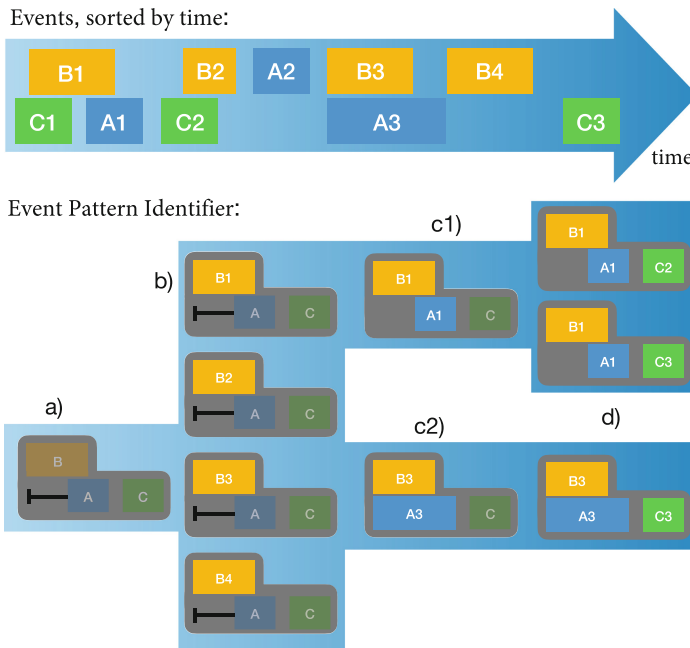 Events, sorted by time:
B1 B2 A2 B3 B4
C1 A1 C2 A3 C3
time
Event Pattern Identifier:
c1)
B1
b) B1 B1 A1 C2
A C A1 C
B1
B2 A1 C3
a) A C c2) d)
B
B3 B3 B3
A C A C A3 C A3 C3
B4
A C